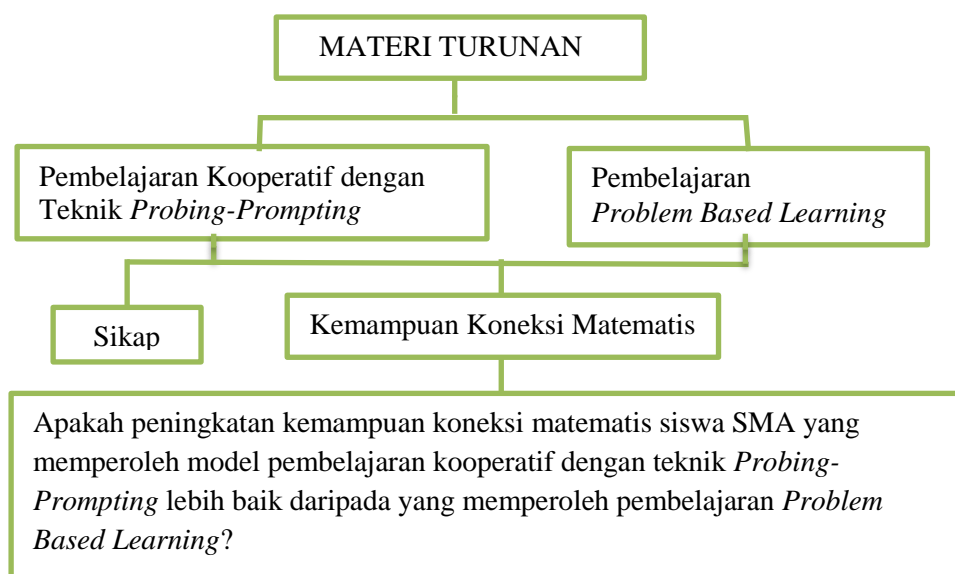 MATERI TURUNAN
Pembelajaran Kooperatif dengan
Teknik Probing-Prompting
Pembelajaran
Problem Based Learning
Sikap
Kemampuan Koneksi Matematis
Apakah peningkatan kemampuan koneksi matematis siswa SMA yang
memperoleh model pembelajaran kooperatif dengan teknik Probing-
Prompting lebih baik daripada yang memperoleh pembelajaran Problem
Based Learning?